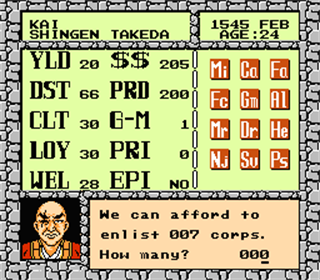 KAI
SHINGEN TAKEDA
1545 FEB
AGE:24
YLD 20 $$ 205
DST 66 PRD 200
CLT 30 G-M 1
LOY 30 PRI 0
WEL 28 EPI NO
Mi Ca Fa
Fc Gm Al
Mr Dr He
Nj Sv Ps
We can afford to
enlist 007 corps.
How many? 000